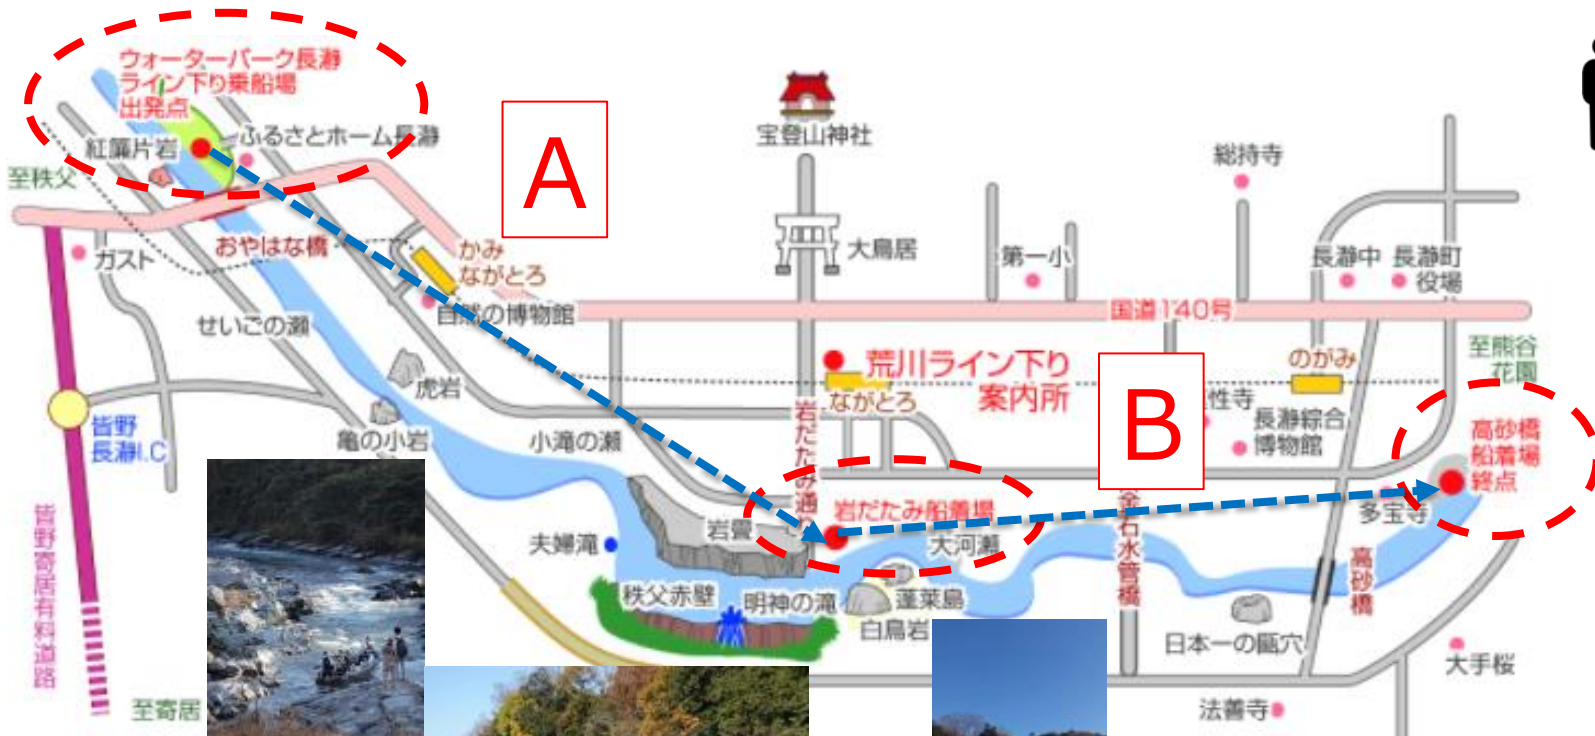 ウォーターパーク長瀞
ライン下り乗船場
出発点
紅簾片岩
ふるさとホーム長瀞
至秩父
ガスト
おやはな橋
かみ
ながとろ
自然の博物館
せいごの瀬
虎岩
亀の小岩
小滝の瀬
皆野
長瀞I.C
皆野寄居有料道路
至寄居
A
宝登山神社
大鳥居
第一小
総持寺
長瀞中
長瀞町
役場
国道140号
荒川ライン下り
案内所
ながとろ
のがみ
至熊谷
花園
B
性寺
長瀞綜合
博物館
岩だたみ通り
岩だたみ船着場
岩畳
大河瀬
夫婦滝
秩父赤壁
明神の滝
蓬莱島
白鳥岩
金石水管橋
高砂橋
船着場
終点
多宝寺
高砂橋
日本一の甌穴
大手桜
法善寺